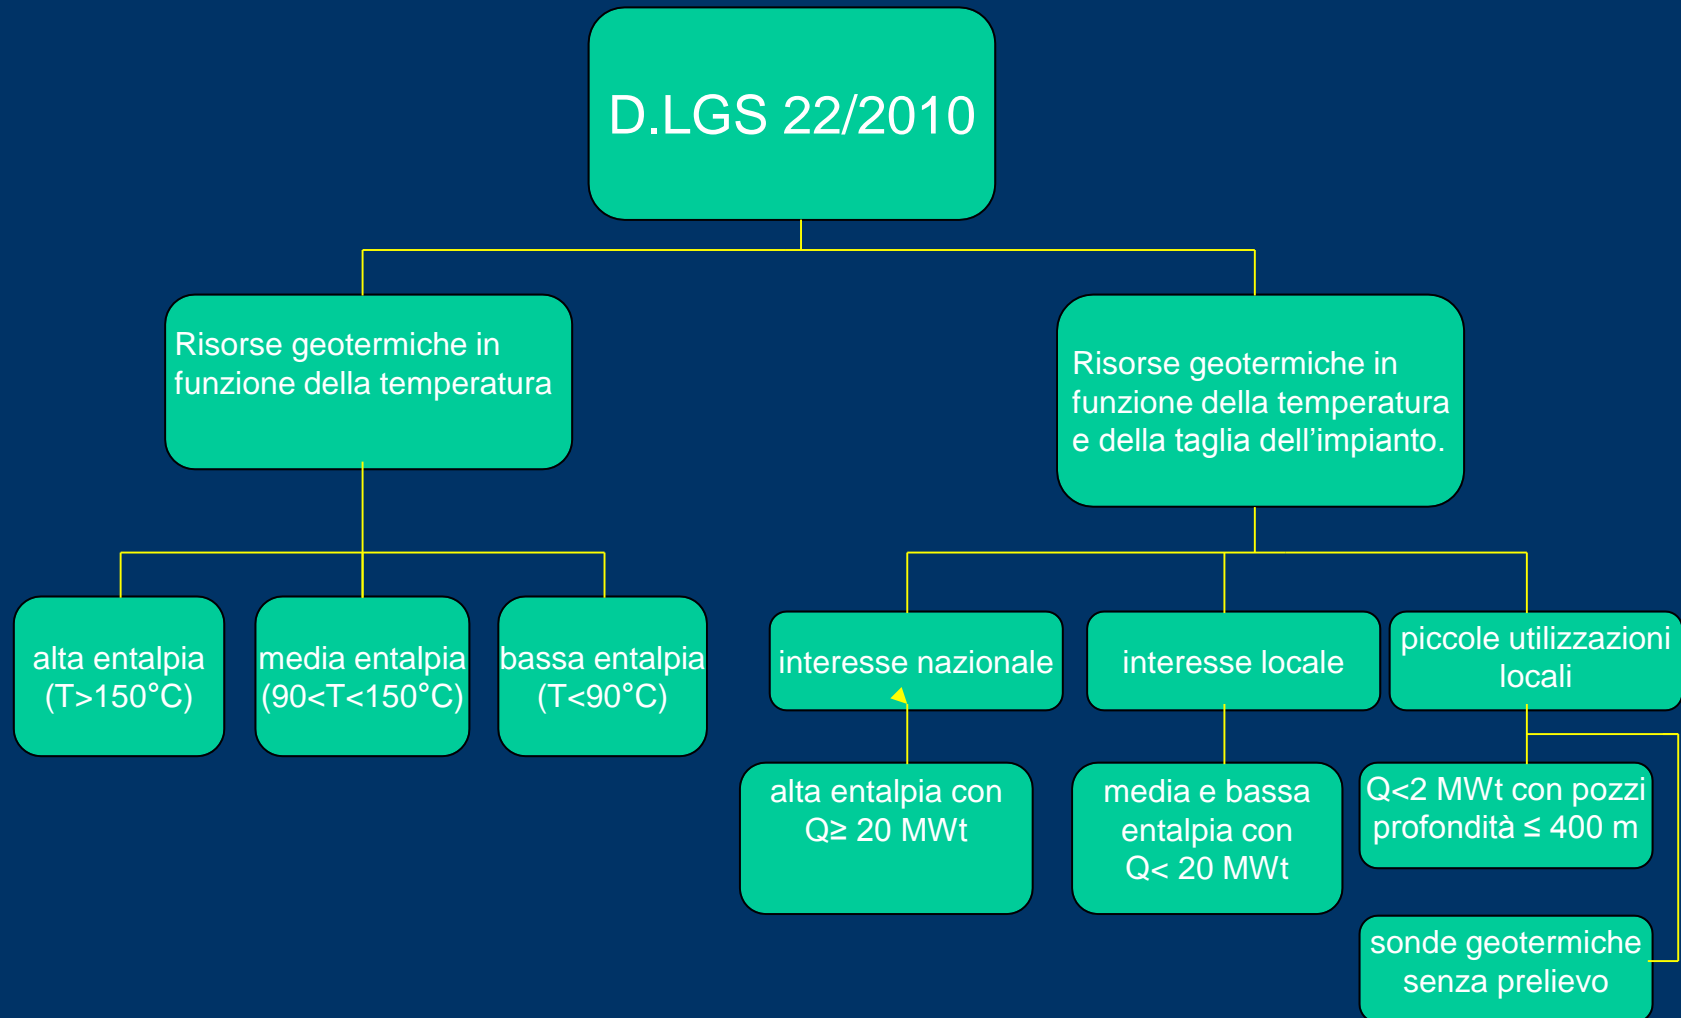 D.LGS 22/2010
Risorse geotermiche in
funzione della temperatura
Risorse geotermiche in
funzione della temperatura
e della taglia dell’impianto.
alta entalpia
(T>150°C)
media entalpia
(90<T<150°C)
bassa entalpia
(T<90°C)
interesse nazionale
interesse locale
piccole utilizzazioni
locali
alta entalpia con
Q≥ 20 MWt
media e bassa
entalpia con
Q< 20 MWt
Q<2 MWt con pozzi
profondità ≤ 400 m
sonde geotermiche
senza prelievo